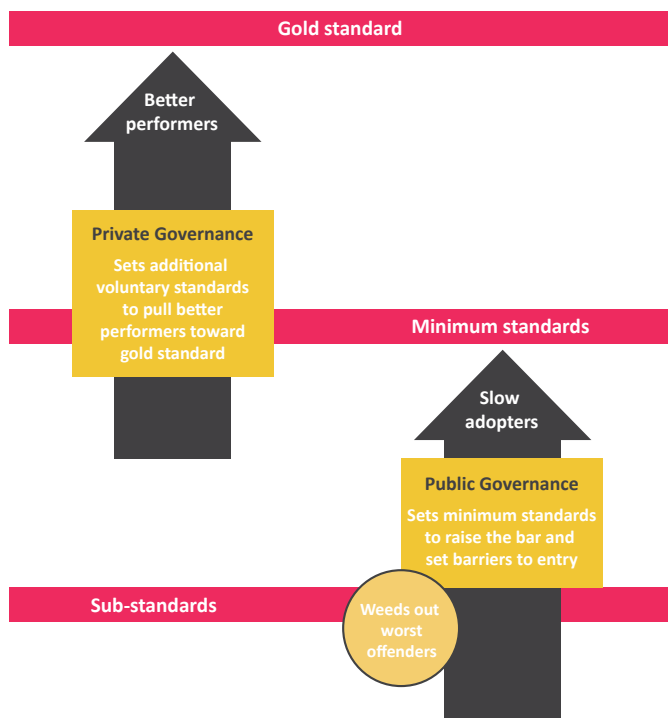 Gold standard
Better
performers
Private Governance
Sets additional
voluntary standards
to pull better
performers toward
gold standard
Minimum standards
Slow
adopters
Public Governance
Sets minimum standards
to raise the bar and
set barriers to entry
Sub-standards
Weeds out
worst
offenders